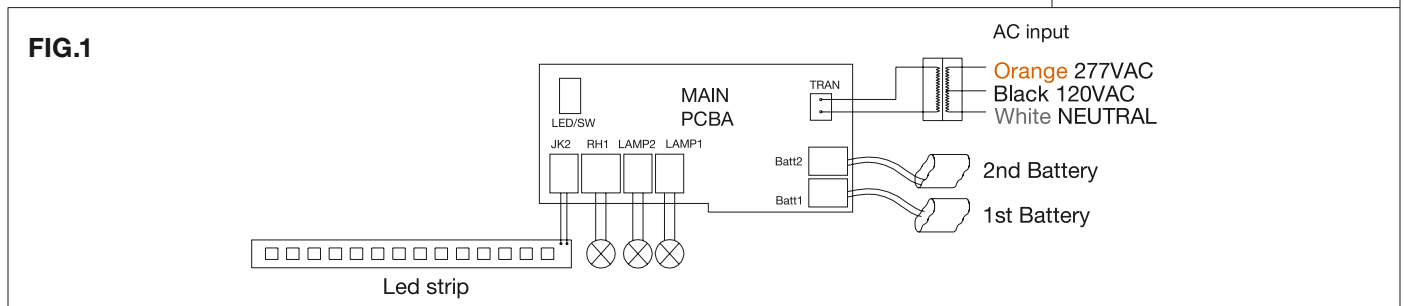 FIG.1
AC input
Orange 277VAC
Black 120VAC
White NEUTRAL
TRAN
MAIN
PCBA
LED/SW
JK2 RH1 LAMP2 LAMP1
Batt2
2nd Battery
Batt1
1st Battery
Led strip